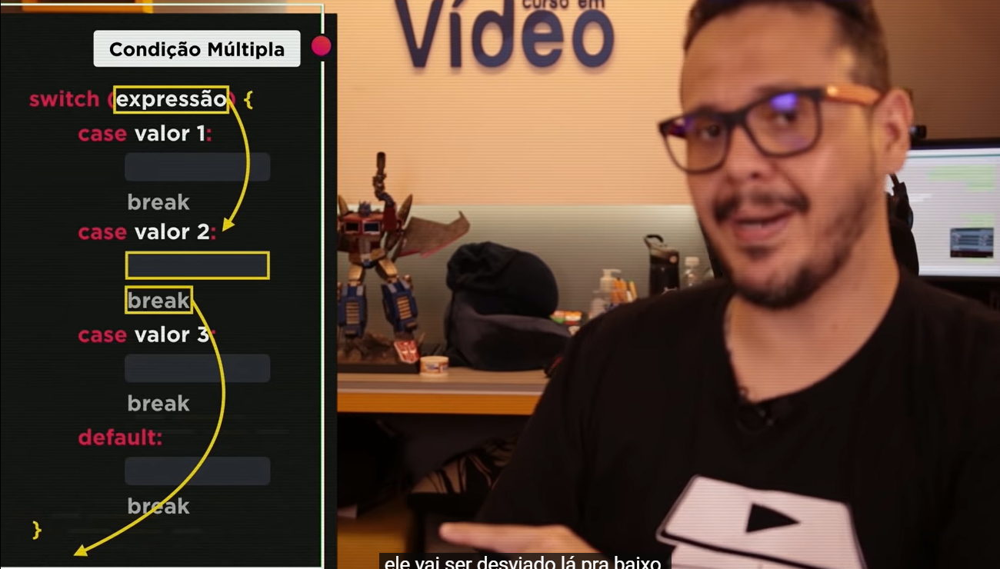 curso em
Vídeo
Condição Múltipla
switch (expressão) {
case valor 1:
break
case valor 2:
break
case valor 3:
break
default:
break
}
ele vai ser desviado lá pra baixo